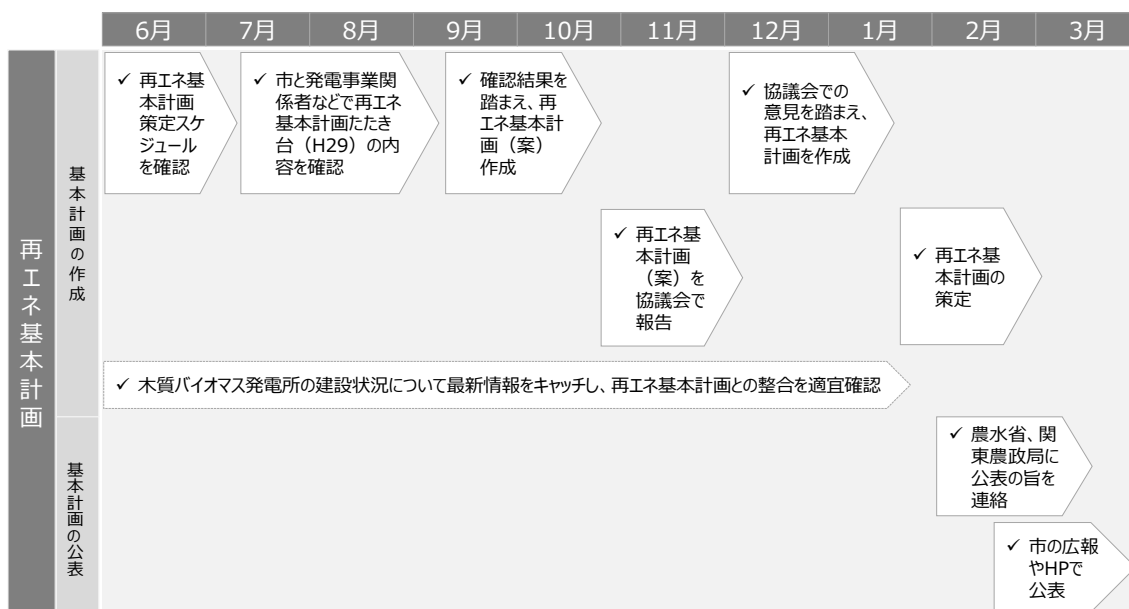 6月 7月 8月 9月 10月 11月 12月 1月 2月 3月
再エネ基本計画
基本計画の作成
✓ 再エネ基
本計画
策定スケ
ジュール
を確認
✓ 市と発電事業関
係者などで再エネ
基本計画たたき
台（H29）の内
容を確認
✓ 確認結果を
踏まえ、再
エネ基本計
画（案）
作成
✓ 協議会での
意見を踏まえ、
再エネ基本
計画を作成
✓ 再エネ基
本計画
（案）を
協議会で
報告
✓ 再エネ基
本計画の
策定
✓ 木質バイオマス発電所の建設状況について最新情報をキャッチし、再エネ基本計画との整合を適宜確認
基本計画の公表
✓ 農水省、関
東農政局に
公表の旨を
連絡
✓ 市の広報
やHPで
公表